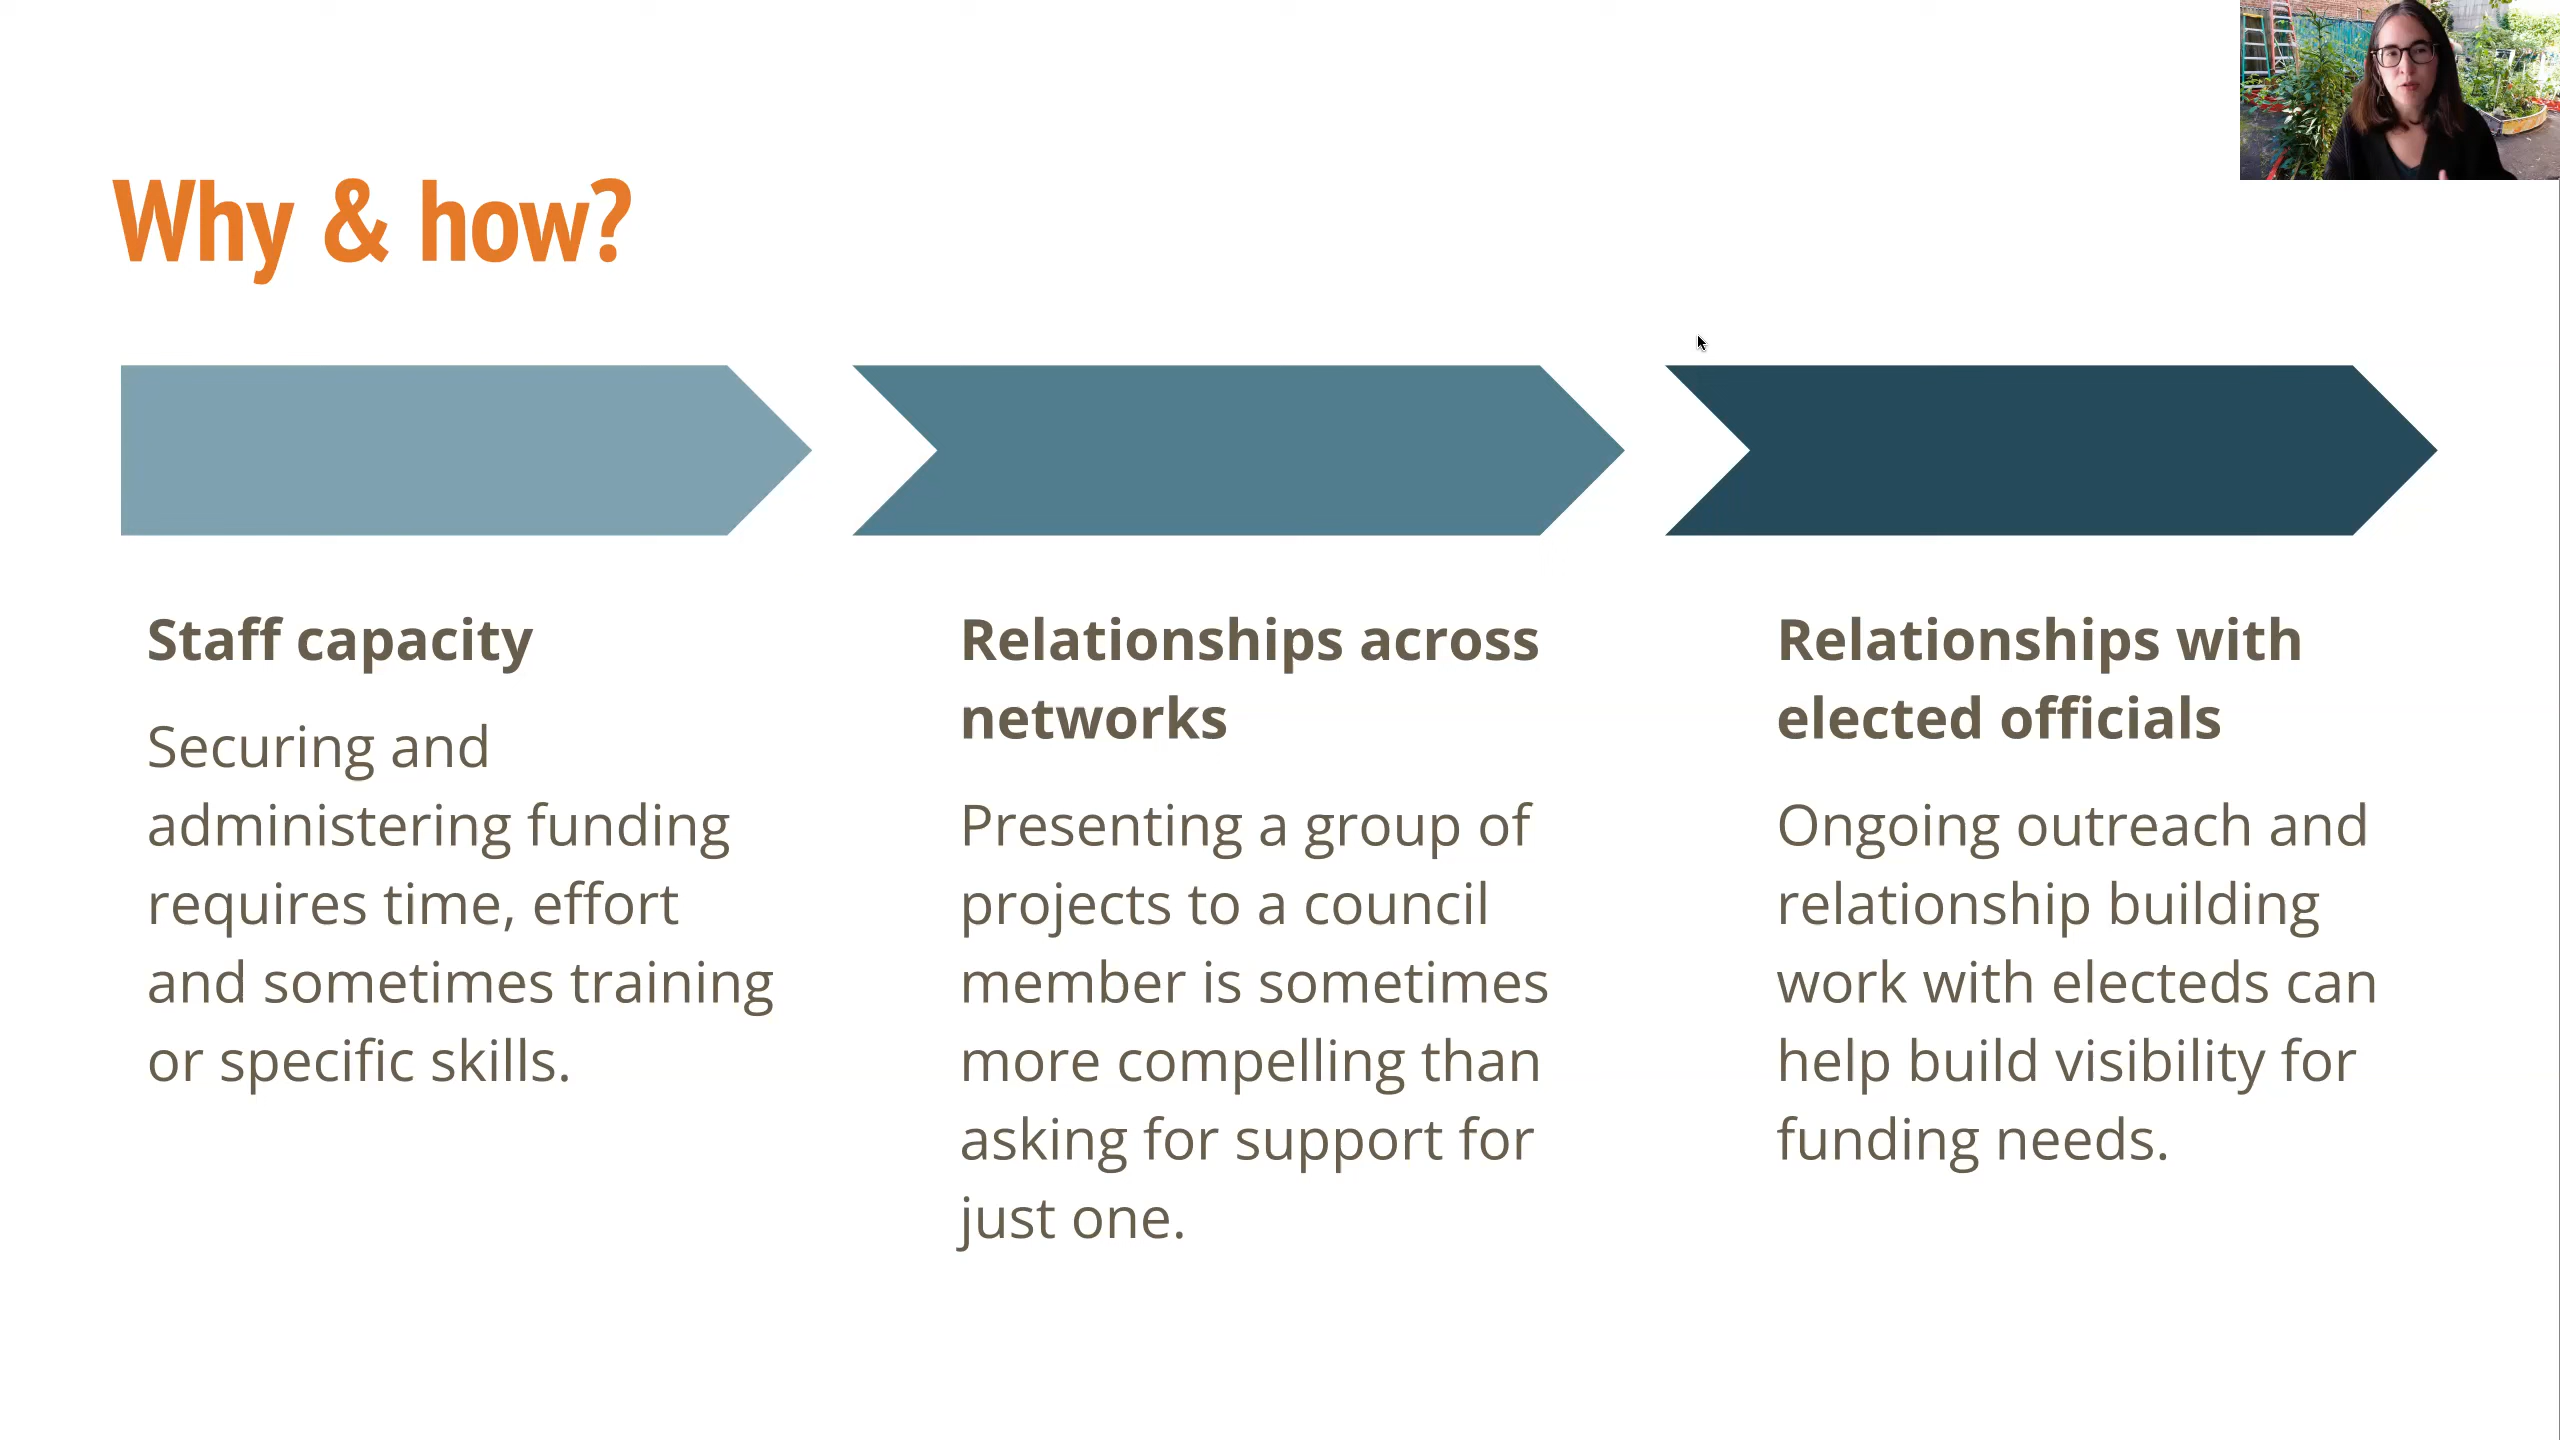 Why & how?
Staff capacity
Securing and
administering funding
requires time, effort
and sometimes training
or specific skills.
Relationships across
networks
Presenting a group of
projects to a council
member is sometimes
more compelling than
asking for support for
just one.
Relationships with
elected officials
Ongoing outreach and
relationship building
work with electeds can
help build visibility for
funding needs.